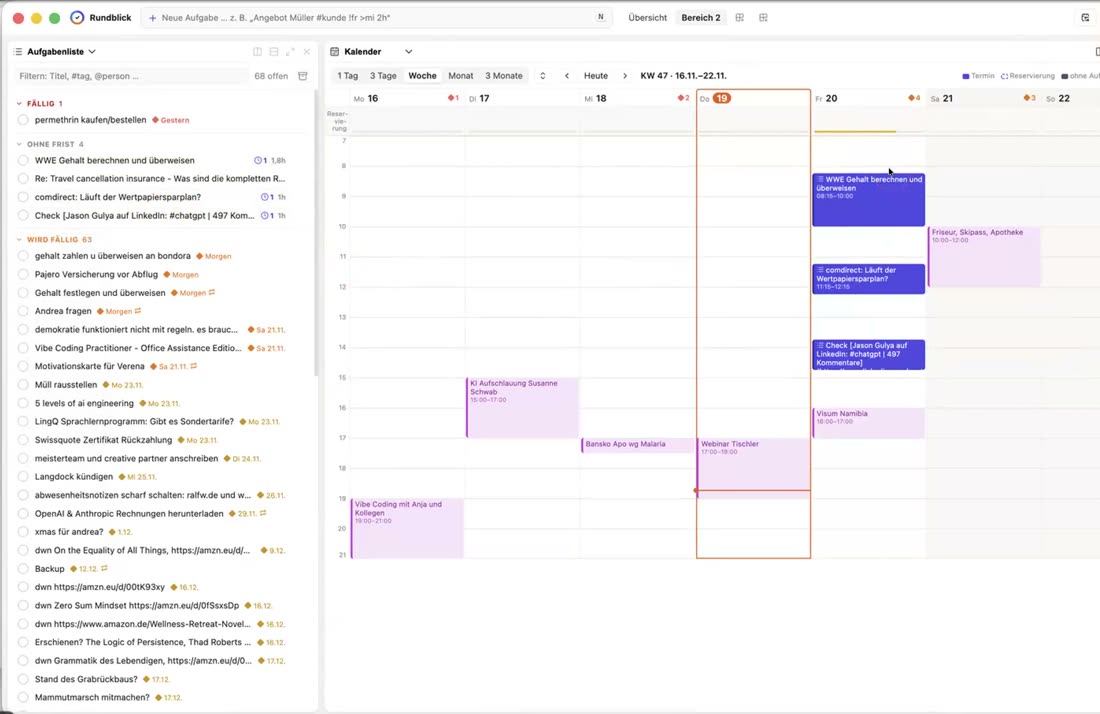 Rundblick
+ Neue Aufgabe ... z. B. „Angebot Müller #kunde !fr >mi 2h"
N
Übersicht
Bereich 2
Aufgabenliste
Filtern: Titel, #tag, @person ...
68 offen
FÄLLIG 1
permethrin kaufen/bestellen Gestern
OHNE FRIST 4
WWE Gehalt berechnen und überweisen 1 1,8h
Re: Travel cancellation insurance - Was sind die kompletten R...
comdirect: Läuft der Wertpapiersparplan? 1 1h
Check [Jason Gulya auf LinkedIn: #chatgpt | 497 Kom... 1 1h
WIRD FÄLLIG 63
gehalt zahlen u überweisen an bondora Morgen
Pajero Versicherung vor Abflug Morgen
Gehalt festlegen und überweisen Morgen
Andrea fragen Morgen
demokratie funktioniert nicht mit regeln. es brauc... Sa 21.11.
Vibe Coding Practitioner - Office Assistance Editio... Sa 21.11.
Motivationskarte für Verena Sa 21.11.
Müll rausstellen Mo 23.11.
5 levels of ai engineering Mo 23.11.
LingQ Sprachlernprogramm: Gibt es Sondertarife? Mo 23.11.
Swissquote Zertifikat Rückzahlung Mo 23.11.
meisterteam und creative partner anschreiben Di 24.11.
Langdock kündigen Mi 25.11.
abwesenheitsnotizen scharf schalten: ralfw.de und w... 26.11.
OpenAI & Anthropic Rechnungen herunterladen 29.11.
xmas für andrea? 1.12.
dwn On the Equality of All Things, https://amzn.eu/d/... 9.12.
Backup 12.12.
dwn https://amzn.eu/d/00tK93xy 16.12.
dwn Zero Sum Mindset https://amzn.eu/d/0fSsxsDp 16.12.
dwn https://www.amazon.de/Wellness-Retreat-Novel... 16.12.
Erschienen? The Logic of Persistence, Thad Roberts ... 16.12.
dwn Grammatik des Lebendigen, https://amzn.eu/d/0... 17.12.
Stand des Grabrückbaus? 17.12.
Mammutmarsch mitmachen? 17.12.
Kalender
1 Tag
3 Tage
Woche
Monat
3 Monate
Heute
KW 47 · 16.11.–22.11.
Termin
Reservierung
ohne Auf
Mo 16
1
Di 17
Mi 18
2
Do 19
Fr 20
4
Sa 21
3
So 22
Reser-
vie-
rung
7
8
9
10
11
12
13
14
15
16
17
18
19
20
21
Vibe Coding mit Anja und
Kollegen
19:00–21:00
KI Aufschlauung Susanne
Schwab
15:00–17:00
Bansko Apo wg Malaria
Webinar Tischler
17:00–19:00
WWE Gehalt berechnen und
überweisen
08:15–10:00
comdirect: Läuft der
Wertpapiersparplan?
11:15–12:15
Check [Jason Gulya auf
LinkedIn: #chatgpt | 497
Kommentare]
Visum Namibia
16:00–17:00
Friseur, Skipass, Apotheke
10:00–12:00